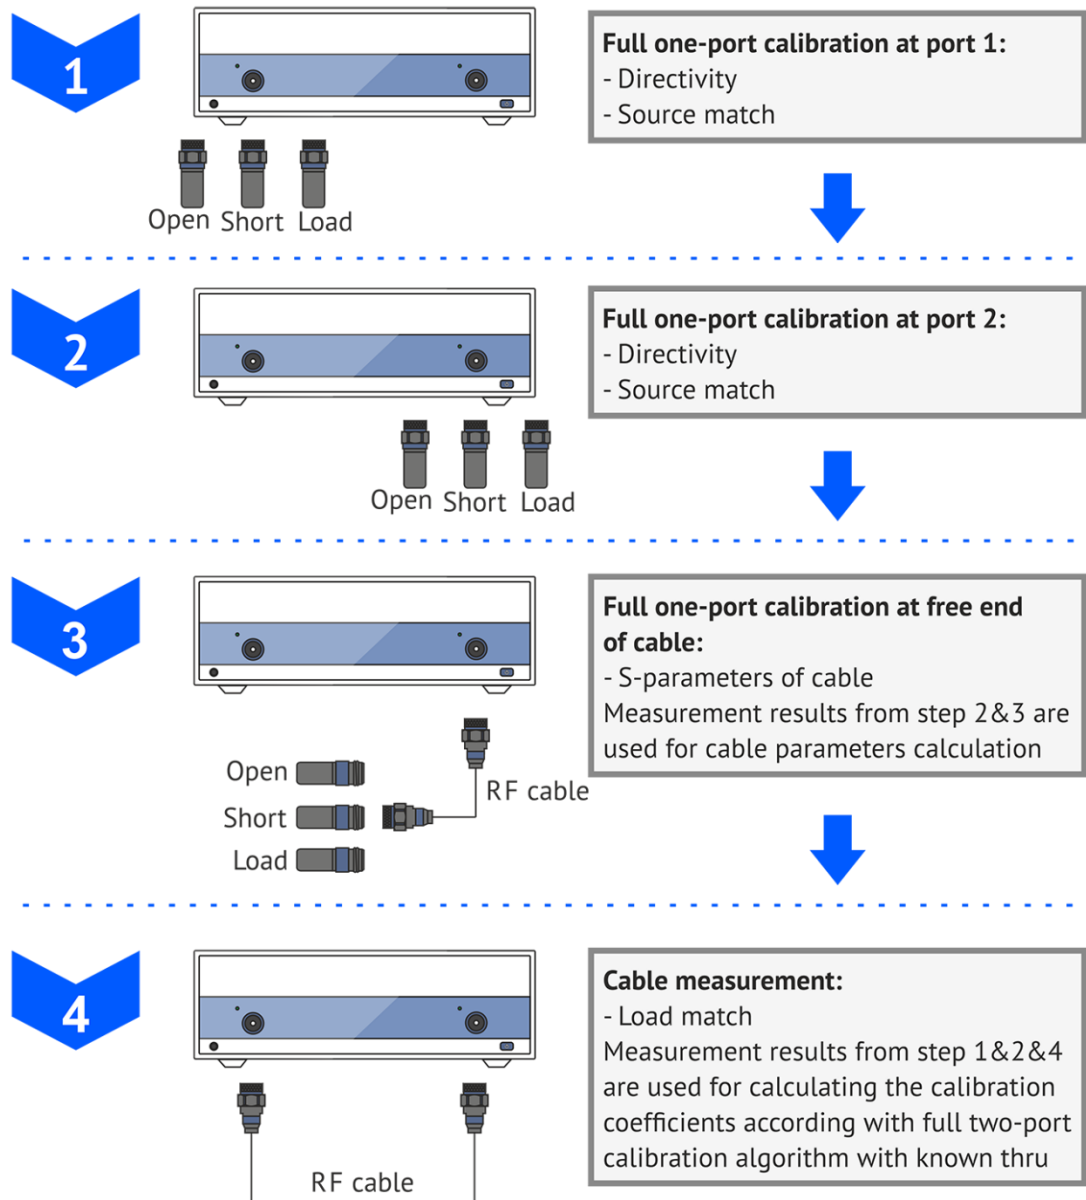 1
Full one-port calibration at port 1:
- Directivity
- Source match
Open Short Load
2
Full one-port calibration at port 2:
- Directivity
- Source match
Open Short Load
3
Full one-port calibration at free end
of cable:
- S-parameters of cable
Measurement results from step 2&3 are
used for cable parameters calculation
Open
RF cable
Short
Load
4
Cable measurement:
- Load match
Measurement results from step 1&2&4
are used for calculating the calibration
coefficients according with full two-port
calibration algorithm with known thru
RF cable